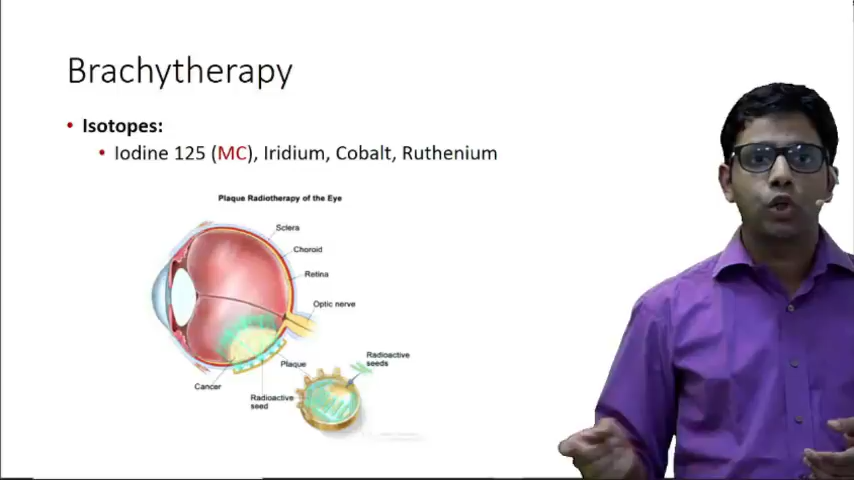 Brachytherapy
• Isotopes:
• Iodine 125 (MC), Iridium, Cobalt, Ruthenium
Plaque Radiotherapy of the Eye
Sclera
Choroid
Retina
Optic nerve
Radioactive
seeds
Plaque
Cancer
Radioactive
seed